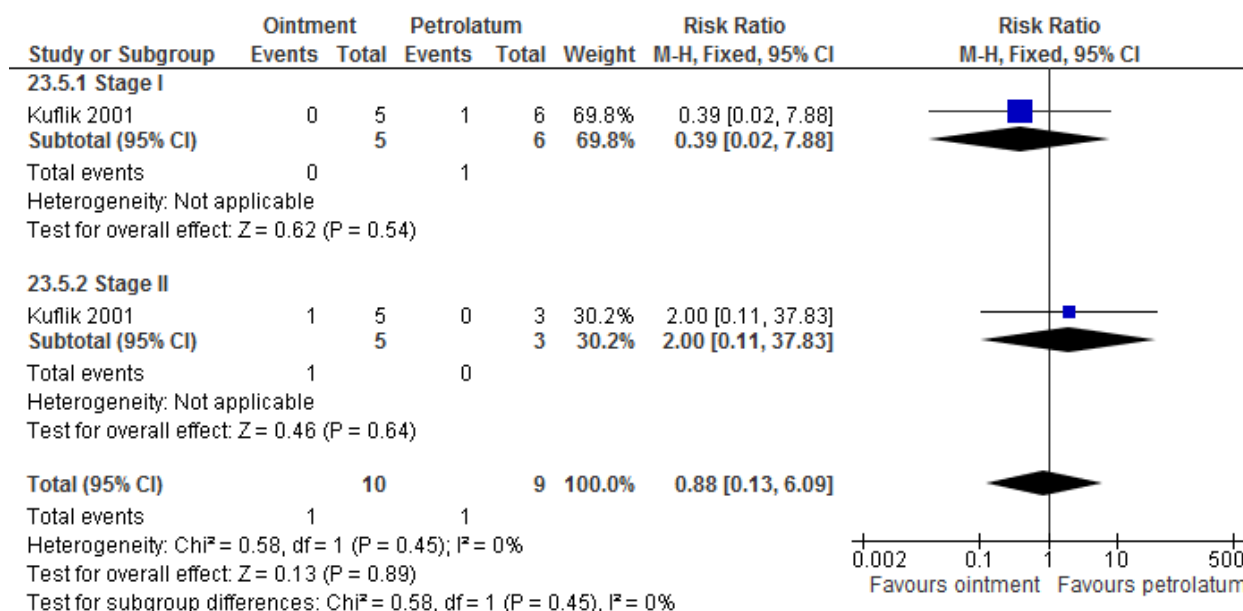 Ointment Petrolatum Risk Ratio Risk Ratio
Study or Subgroup Events Total Events Total Weight M-H, Fixed, 95% CI M-H, Fixed, 95% CI
23.5.1 Stage I
Kuflik 2001 0 5 1 6 69.8% 0.39 [0.02, 7.88]
Subtotal (95% CI) 5 6 69.8% 0.39 [0.02, 7.88]
Total events 0 1
Heterogeneity: Not applicable
Test for overall effect: Z = 0.62 (P = 0.54)
23.5.2 Stage II
Kuflik 2001 1 5 0 3 30.2% 2.00 [0.11, 37.83]
Subtotal (95% CI) 5 3 30.2% 2.00 [0.11, 37.83]
Total events 1 0
Heterogeneity: Not applicable
Test for overall effect: Z = 0.46 (P = 0.64)
Total (95% CI) 10 9 100.0% 0.88 [0.13, 6.09]
Total events 1 1
Heterogeneity: Chi² = 0.58, df = 1 (P = 0.45); I² = 0%
Test for overall effect: Z = 0.13 (P = 0.89)
Test for subgroup differences: Chi² = 0.58, df = 1 (P = 0.45), I² = 0%
0.002 0.1 1 10 500
Favours ointment Favours petrolatum